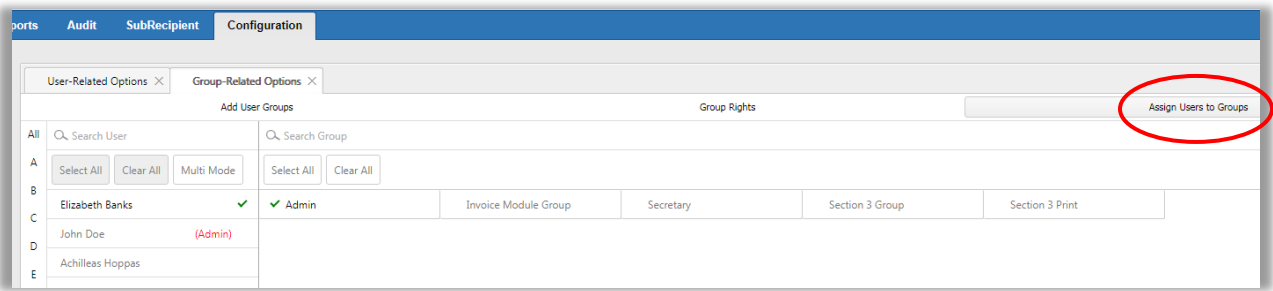 ports Audit SubRecipient Configuration
User-Related Options Group-Related Options
Add User Groups Group Rights Assign Users to Groups
All Search User Search Group
A Select All Clear All Multi Mode Select All Clear All
B Elizabeth Banks Admin Invoice Module Group Secretary Section 3 Group Section 3 Print
C
John Doe (Admin)
D
Achilleas Hoppas
E